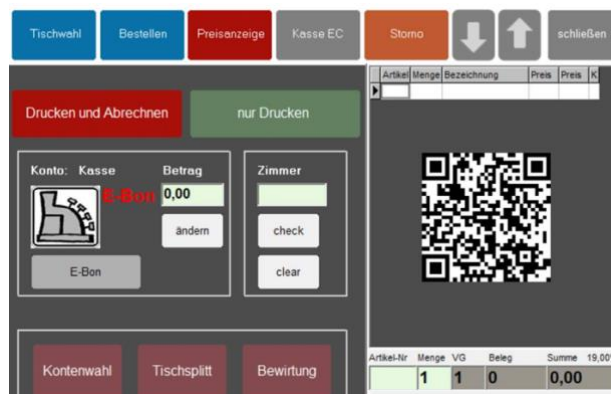 Tischwahl Bestellen Preisanzeige Kasse EC Storno schließen
Artikel Menge Bezeichnung Preis Preis K
Drucken und Abrechnen nur Drucken
Konto: Kasse Betrag Zimmer
E-Bon 0,00
ändern check
E-Bon clear
Artikel-Nr Menge VG Beleg Summe 19,00
1 1 0 0,00
Kontenwahl Tischsplitt Bewirtung